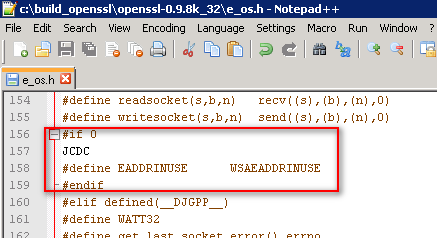 c:\build_openssl\openssl-0.9.8k_32\e_os.h - Notepad++
File Edit Search View Encoding Language Settings Macro Run
e_os.h
154 #define readsocket(s,b,n) recv((s),(b),(n),0)
155 #define writesocket(s,b,n) send((s),(b),(n),0)
156 #if 0
157 JCDC
158 #define EADDRINUSE WSAEADDRINUSE
159 #endif
160 #elif defined(__DJGPP__)
161 #define WATT32
162 #define get_last_socket_error() errno